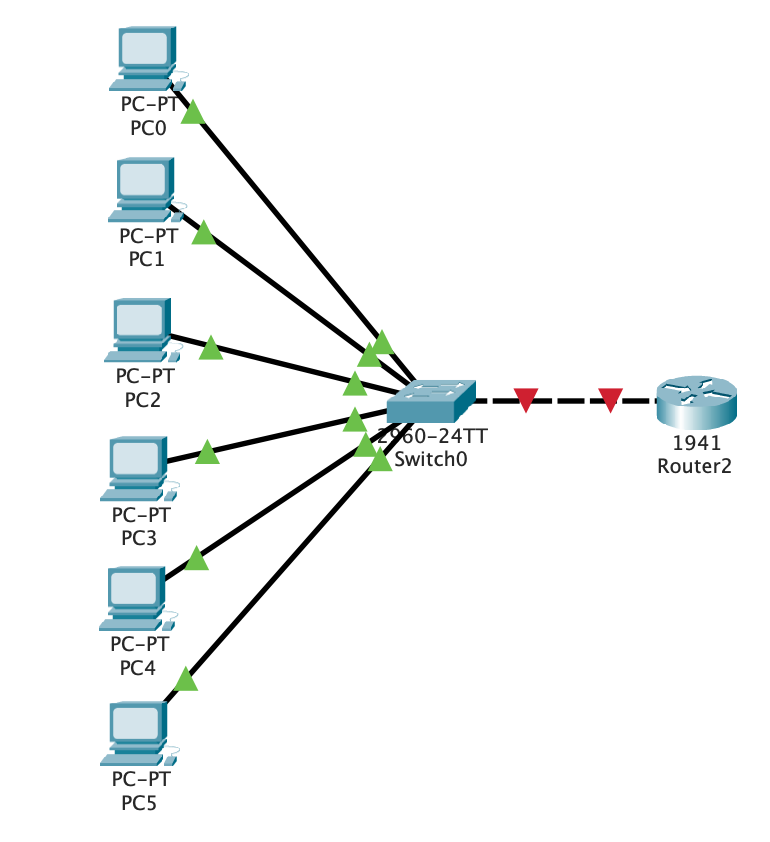 PC-PT
PC0
PC-PT
PC1
PC-PT
PC2
PC-PT
PC3
PC-PT
PC4
PC-PT
PC5
2960-24TT
Switch0
1941
Router2